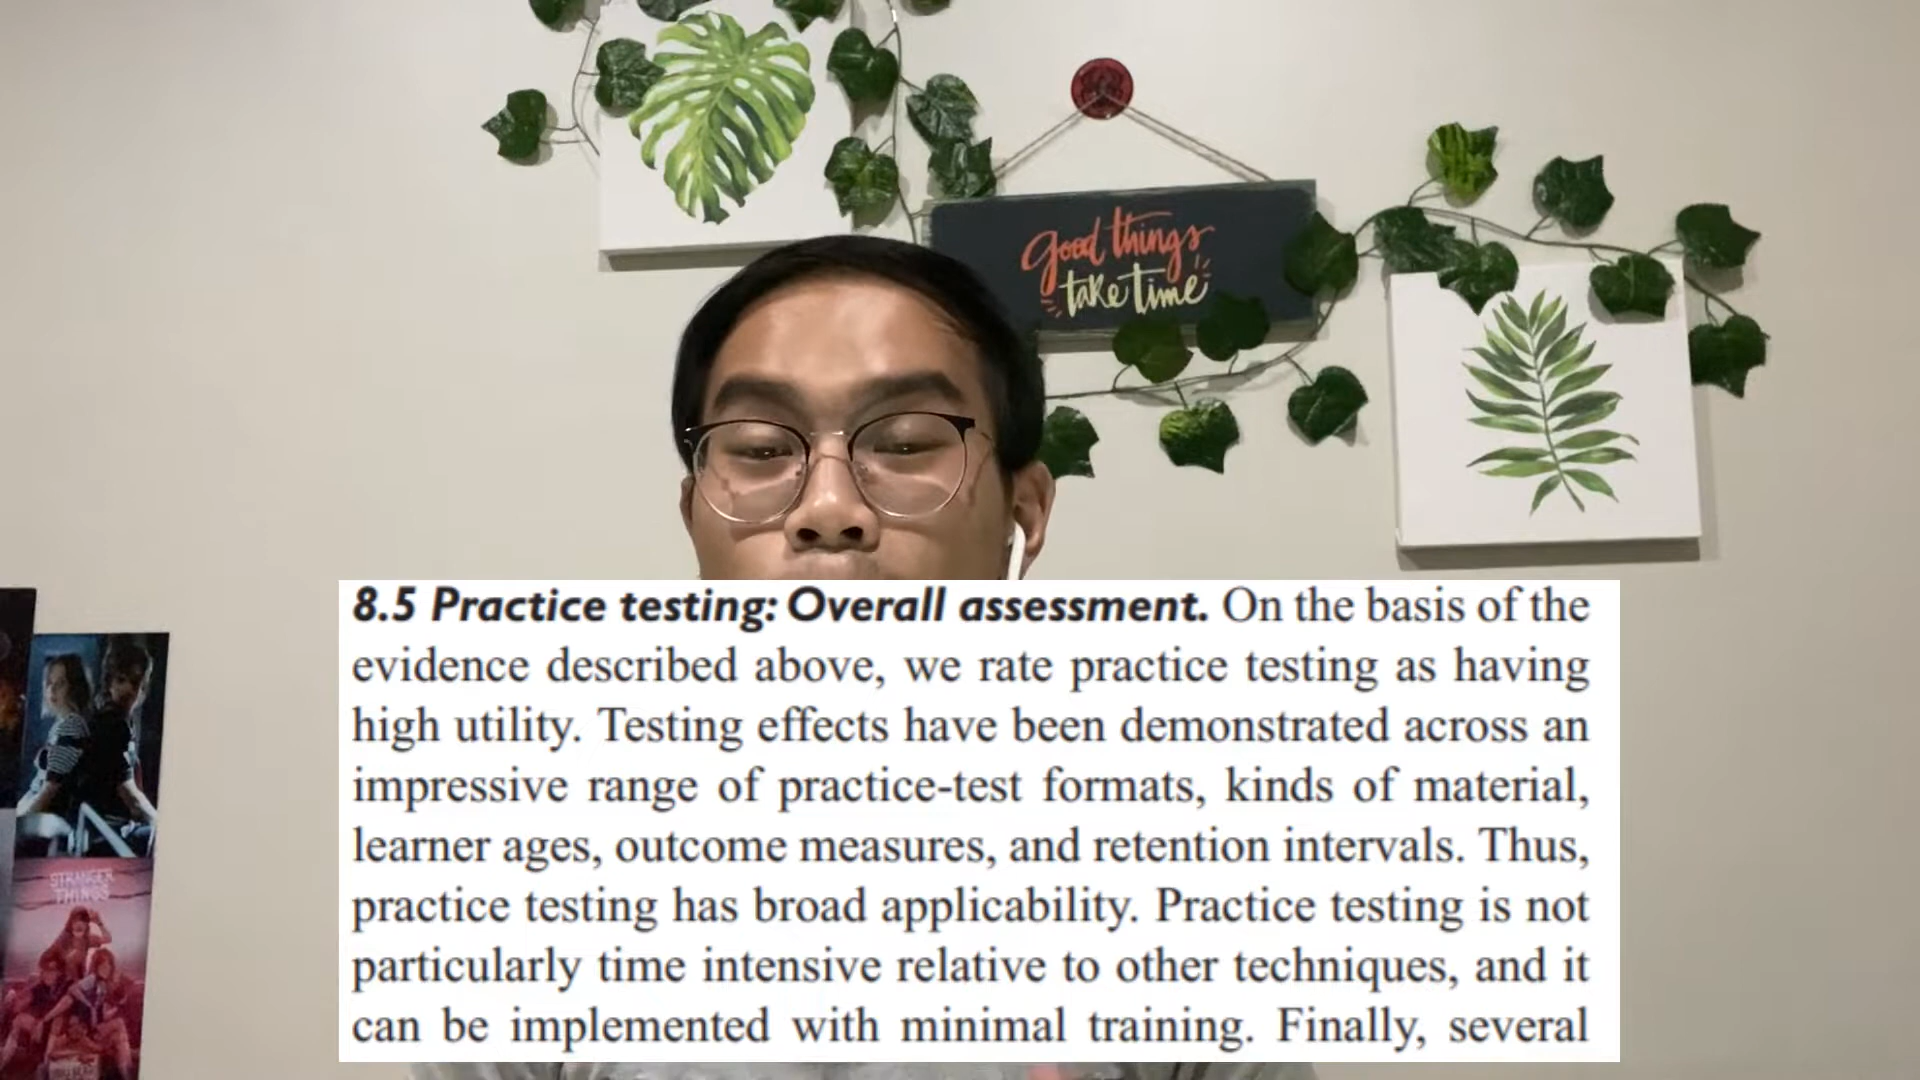 good things
take time
8.5 Practice testing: Overall assessment. On the basis of the
evidence described above, we rate practice testing as having
high utility. Testing effects have been demonstrated across an
impressive range of practice-test formats, kinds of material,
learner ages, outcome measures, and retention intervals. Thus,
practice testing has broad applicability. Practice testing is not
particularly time intensive relative to other techniques, and it
can be implemented with minimal training. Finally, several
STRANGER
THINGS